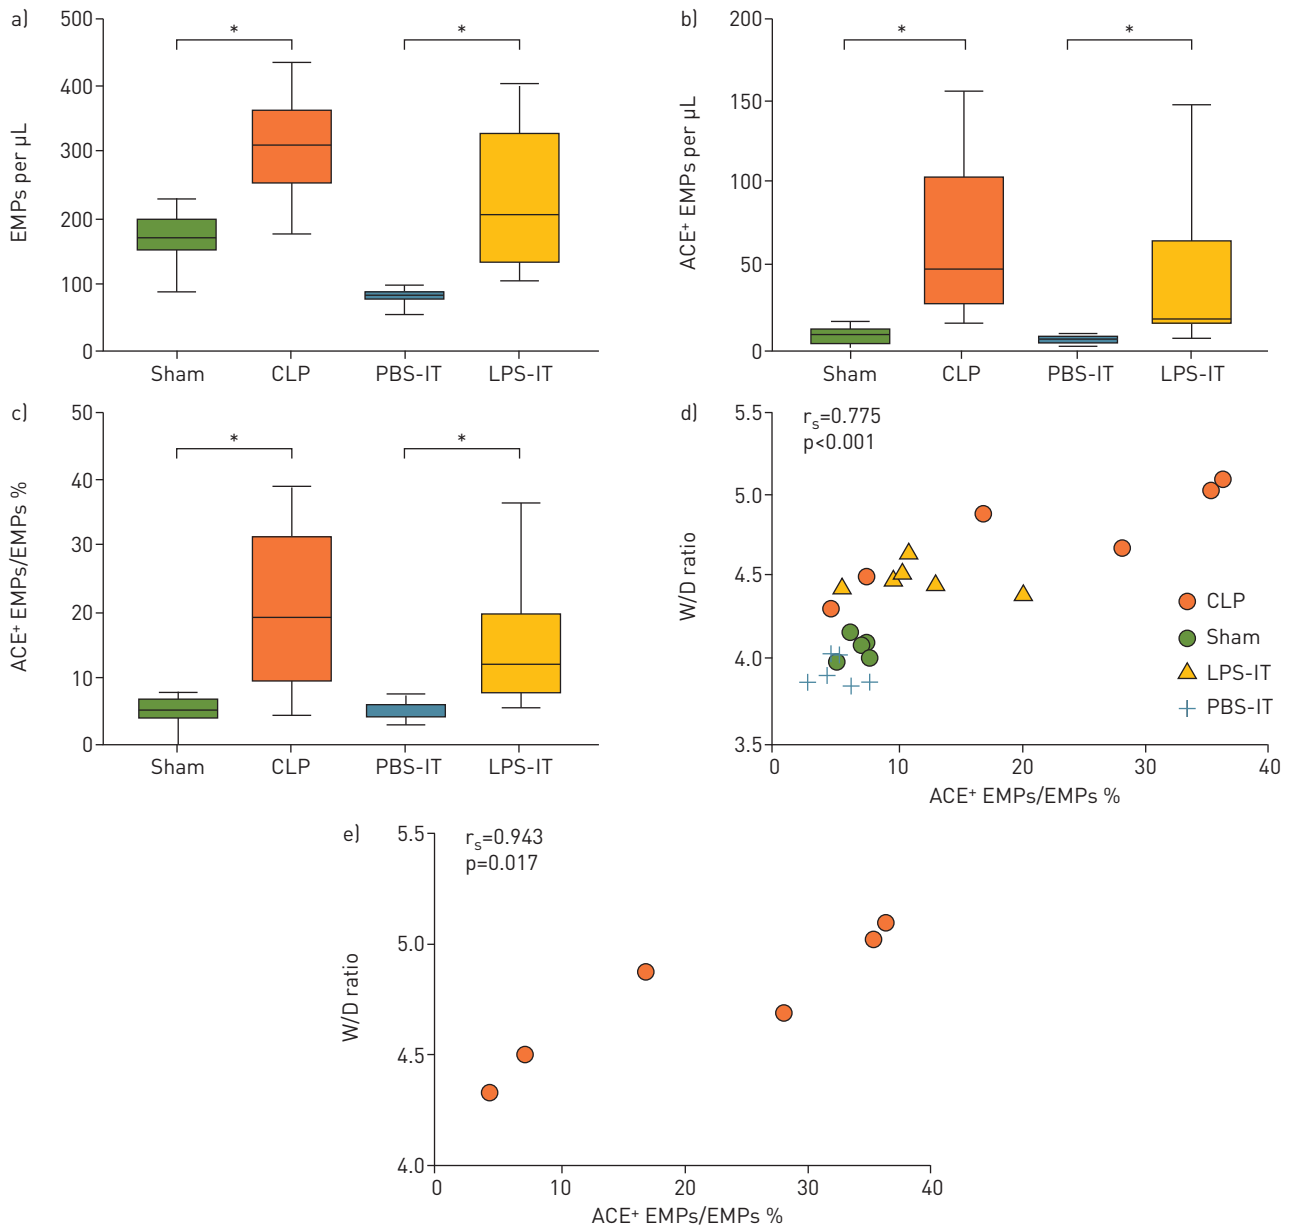 a)
EMPs per µL
500
400
300
200
100
0
*
*
Sham CLP PBS-IT LPS-IT
b)
ACE⁺ EMPs per µL
200
150
100
50
0
*
*
Sham CLP PBS-IT LPS-IT
c)
ACE⁺ EMPs/EMPs %
50
40
30
20
10
0
*
*
Sham CLP PBS-IT LPS-IT
d)
W/D ratio
5.5
5.0
4.5
4.0
3.5
rₛ=0.775
p<0.001
CLP
Sham
LPS-IT
PBS-IT
0 10 20 30 40
ACE⁺ EMPs/EMPs %
e)
W/D ratio
5.5
5.0
4.5
4.0
rₛ=0.943
p=0.017
0 10 20 30 40
ACE⁺ EMPs/EMPs %